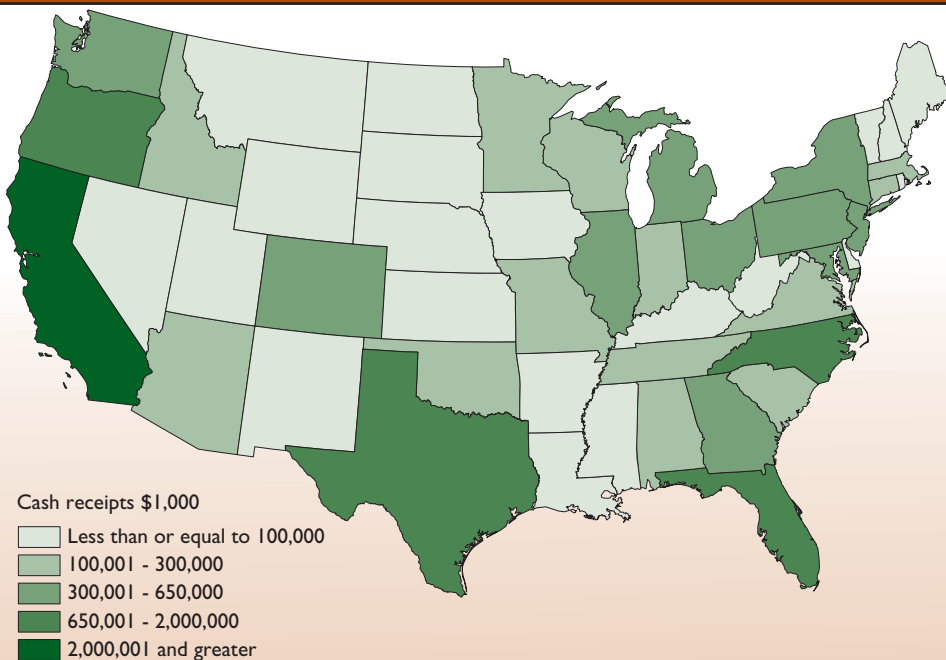 Cash receipts $1,000
Less than or equal to 100,000
100,001 - 300,000
300,001 - 650,000
650,001 - 2,000,000
2,000,001 and greater